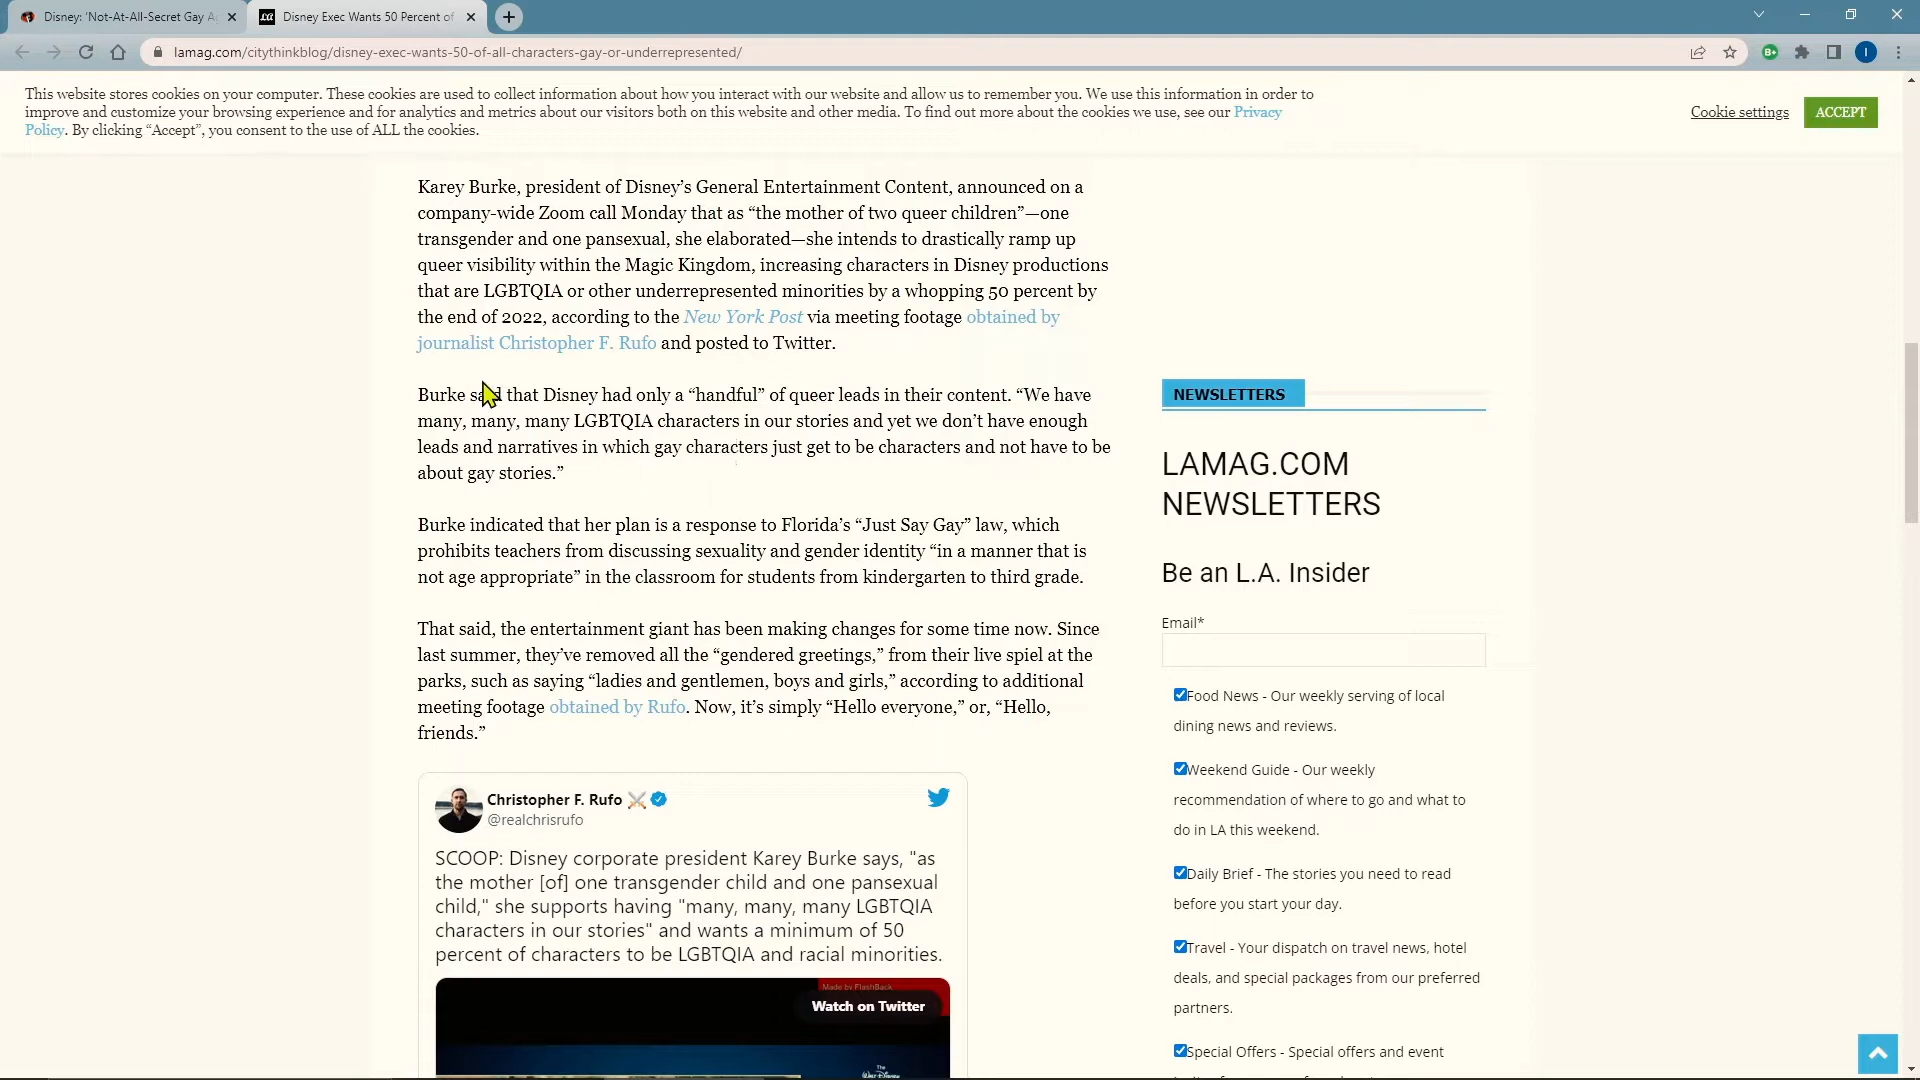 Disney: 'Not-At-All-Secret Gay A
Disney Exec Wants 50 Percent of
lamag.com/citythinkblog/disney-exec-wants-50-of-all-characters-gay-or-underrepresented/
B+
I
This website stores cookies on your computer. These cookies are used to collect information about how you interact with our website and allow us to remember you. We use this information in order to
improve and customize your browsing experience and for analytics and metrics about our visitors both on this website and other media. To find out more about the cookies we use, see our Privacy
Policy. By clicking “Accept”, you consent to the use of ALL the cookies.
Cookie settings
ACCEPT
Karey Burke, president of Disney’s General Entertainment Content, announced on a
company-wide Zoom call Monday that as “the mother of two queer children”—one
transgender and one pansexual, she elaborated—she intends to drastically ramp up
queer visibility within the Magic Kingdom, increasing characters in Disney productions
that are LGBTQIA or other underrepresented minorities by a whopping 50 percent by
the end of 2022, according to the New York Post via meeting footage obtained by
journalist Christopher F. Rufo and posted to Twitter.
Burke said that Disney had only a “handful” of queer leads in their content. “We have
many, many, many LGBTQIA characters in our stories and yet we don’t have enough
leads and narratives in which gay characters just get to be characters and not have to be
about gay stories.”
Burke indicated that her plan is a response to Florida’s “Just Say Gay” law, which
prohibits teachers from discussing sexuality and gender identity “in a manner that is
not age appropriate” in the classroom for students from kindergarten to third grade.
That said, the entertainment giant has been making changes for some time now. Since
last summer, they’ve removed all the “gendered greetings,” from their live spiel at the
parks, such as saying “ladies and gentlemen, boys and girls,” according to additional
meeting footage obtained by Rufo. Now, it’s simply “Hello everyone,” or, “Hello,
friends.”
Christopher F. Rufo
@realchrisrufo
SCOOP: Disney corporate president Karey Burke says, "as
the mother [of] one transgender child and one pansexual
child," she supports having "many, many, many LGBTQIA
characters in our stories" and wants a minimum of 50
percent of characters to be LGBTQIA and racial minorities.
Made by FlashBack
Watch on Twitter
The
NEWSLETTERS
LAMAG.COM
NEWSLETTERS
Be an L.A. Insider
Email*
Food News - Our weekly serving of local
dining news and reviews.
Weekend Guide - Our weekly
recommendation of where to go and what to
do in LA this weekend.
Daily Brief - The stories you need to read
before you start your day.
Travel - Your dispatch on travel news, hotel
deals, and special packages from our preferred
partners.
Special Offers - Special offers and event